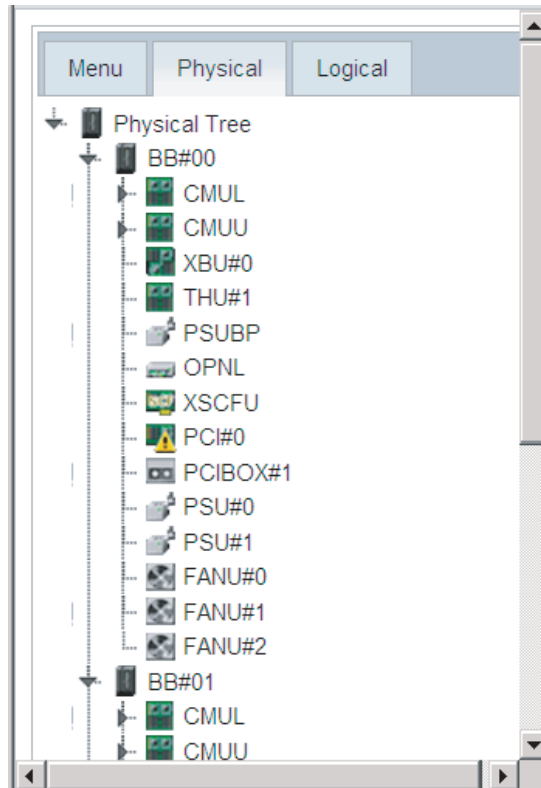 Menu Physical Logical
Physical Tree
BB#00
CMUL
CMUU
XBU#0
THU#1
PSUBP
OPNL
XSCFU
PCI#0
PCIBOX#1
PSU#0
PSU#1
FANU#0
FANU#1
FANU#2
BB#01
CMUL
CMUU